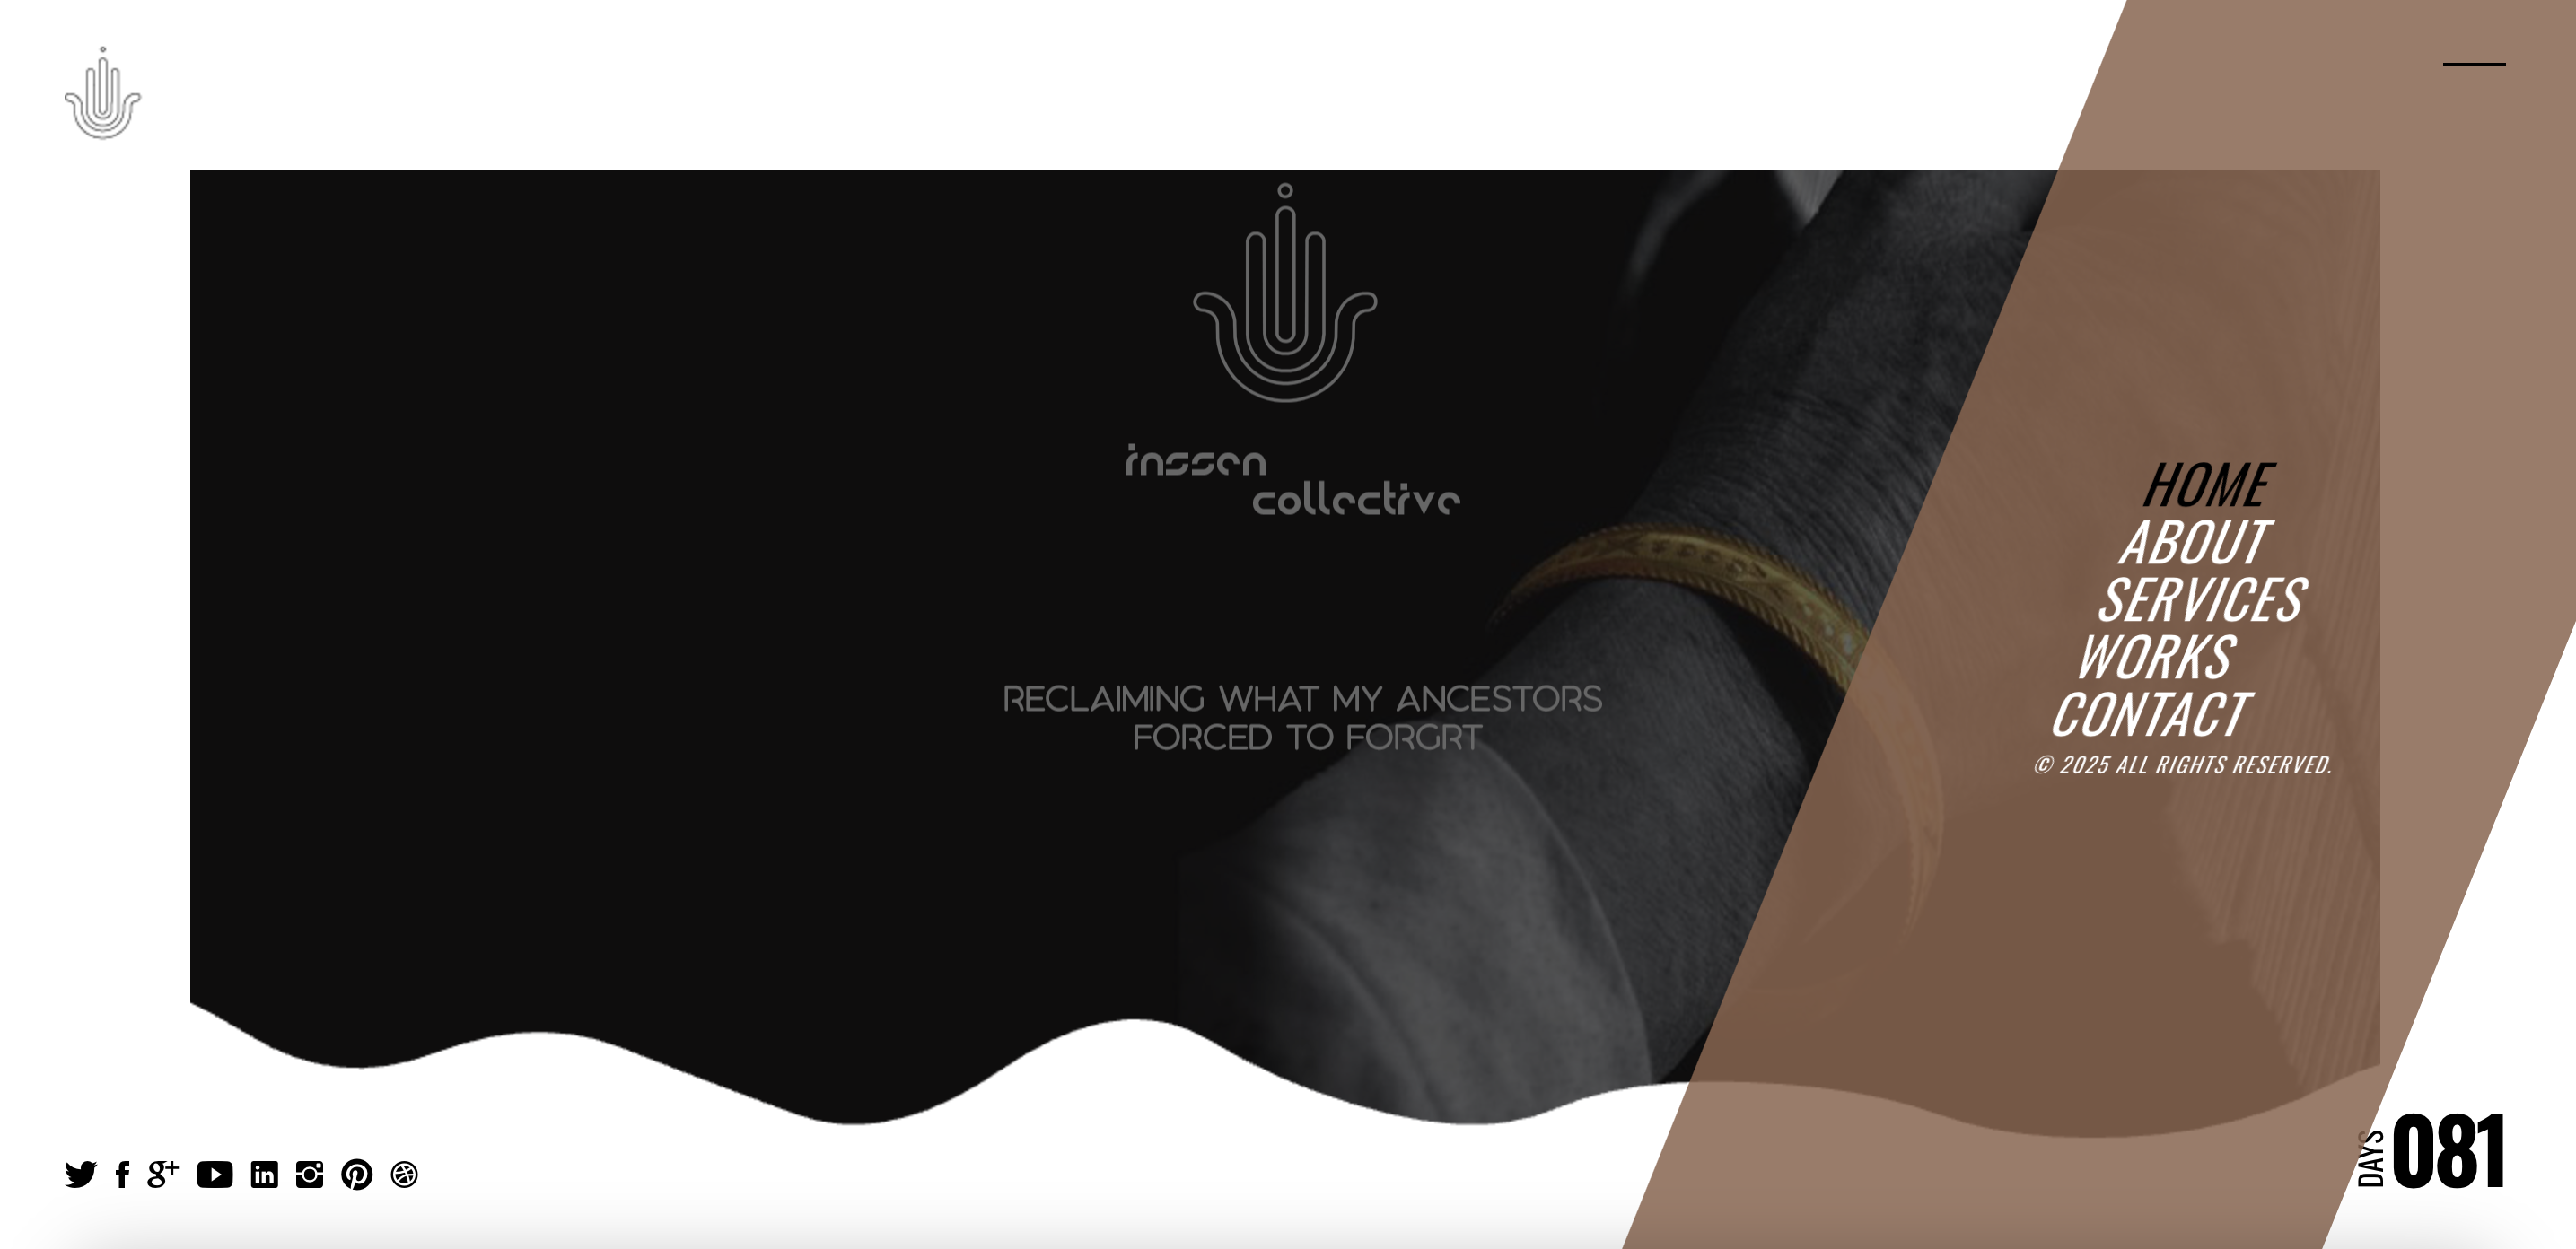 inssen
collective
RECLAIMING WHAT MY ANCESTORS
FORCED TO FORGRT
HOME
ABOUT
SERVICES
WORKS
CONTACT
© 2025 ALL RIGHTS RESERVED.
DAYS 081